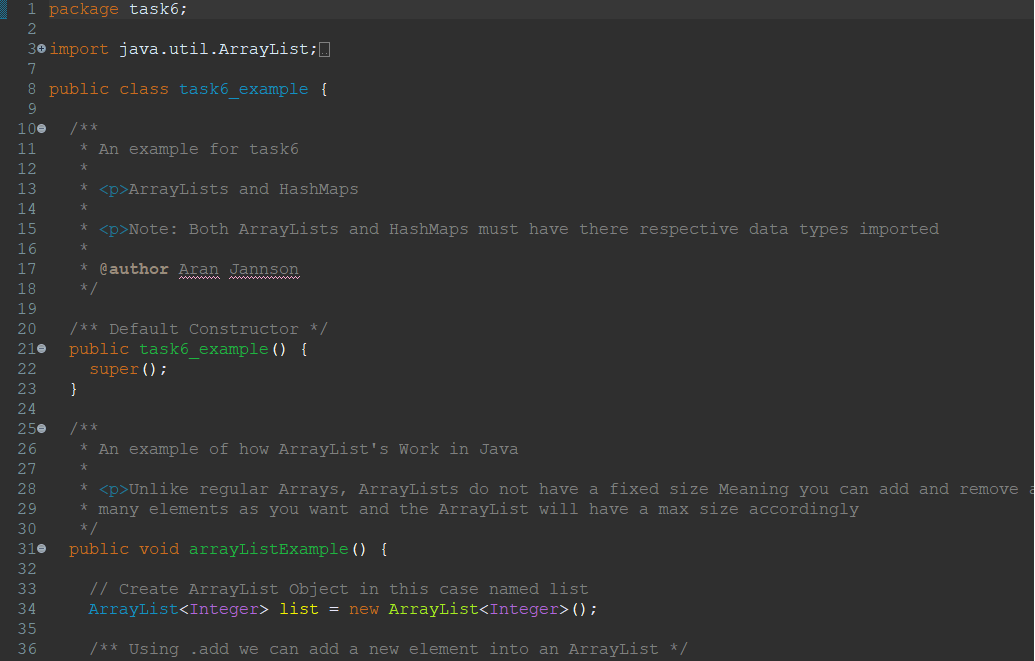 1 package task6;
2
3 import java.util.ArrayList;
7
8 public class task6_example {
9
10 /**
11 * An example for task6
12 *
13 * <p>ArrayLists and HashMaps
14 *
15 * <p>Note: Both ArrayLists and HashMaps must have there respective data types imported
16 *
17 * @author Aran Jannson
18 */
19
20 /** Default Constructor */
21 public task6_example() {
22 super();
23 }
24
25 /**
26 * An example of how ArrayList's Work in Java
27 *
28 * <p>Unlike regular Arrays, ArrayLists do not have a fixed size Meaning you can add and remove a
29 * many elements as you want and the ArrayList will have a max size accordingly
30 */
31 public void arrayListExample() {
32
33 // Create ArrayList Object in this case named list
34 ArrayList<Integer> list = new ArrayList<Integer>();
35
36 /** Using .add we can add a new element into an ArrayList */